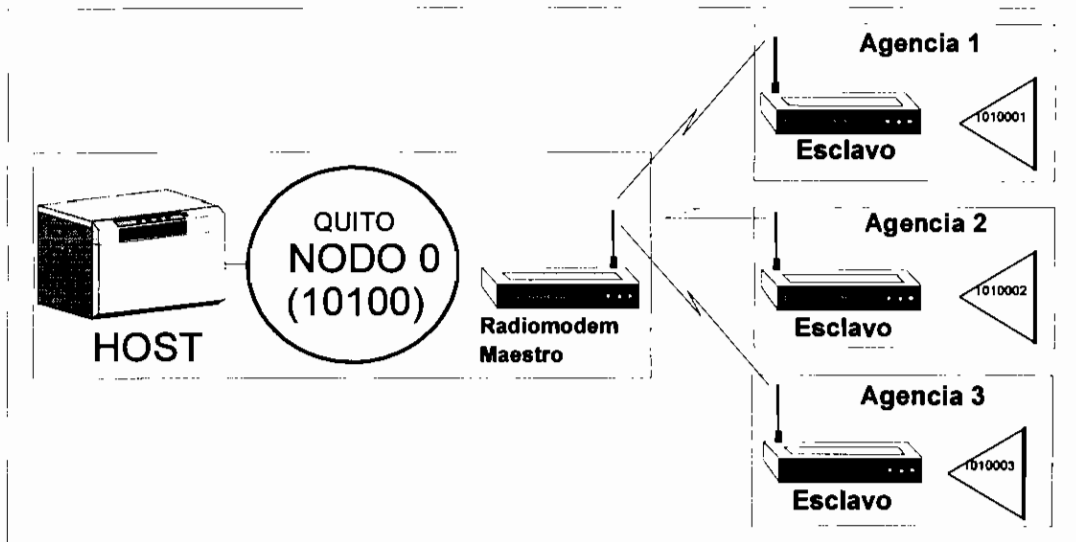 HOST
QUITO
NODO 0
(10100)
Radiomodem
Maestro
Agencia 1
Esclavo
1010001
Agencia 2
Esclavo
1010002
Agencia 3
Esclavo
1010003